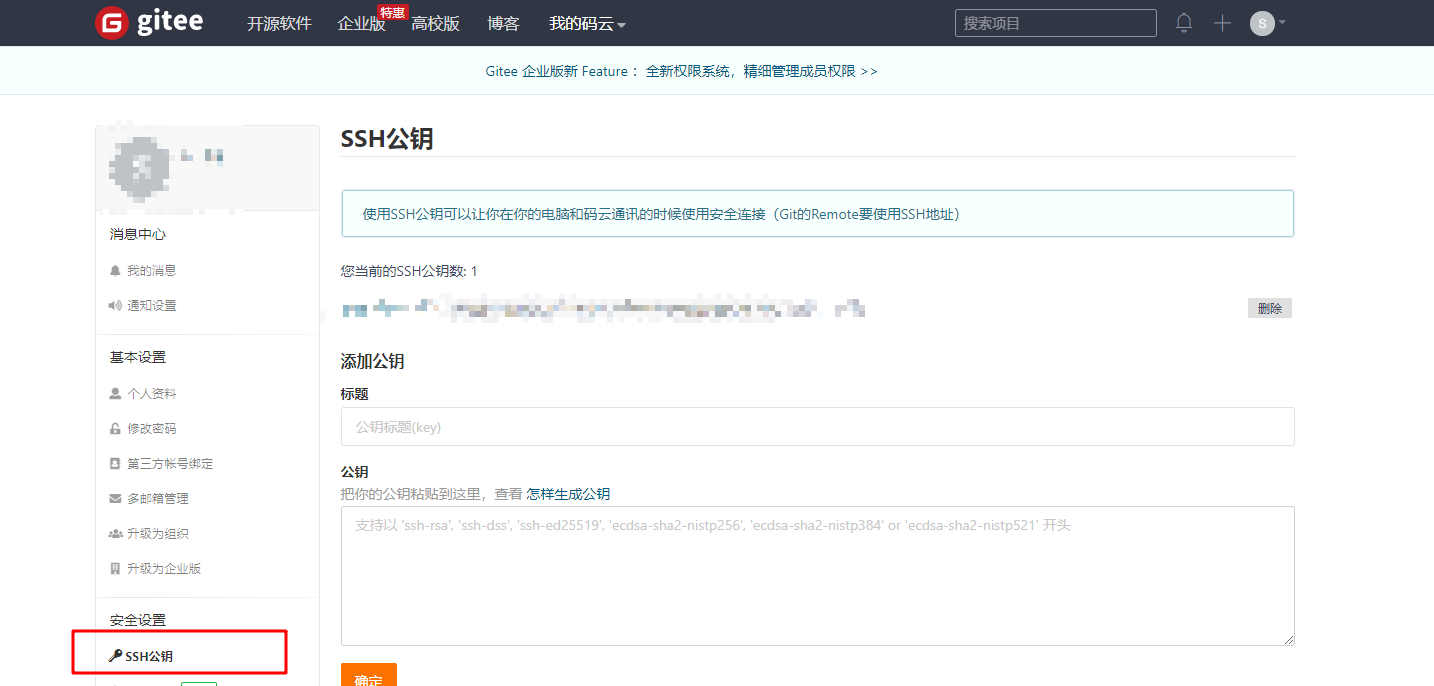 gitee 开源软件 企业版 特惠 高校版 博客 我的码云 搜索项目 S
Gitee 企业版新 Feature ： 全新权限系统，精细管理成员权限 >>
SSH公钥
使用SSH公钥可以让你在你的电脑和码云通讯的时候使用安全连接（Git的Remote要使用SSH地址）
消息中心
我的消息
通知设置
基本设置
个人资料
修改密码
第三方帐号绑定
多邮箱管理
升级为组织
升级为企业版
安全设置
SSH公钥
您当前的SSH公钥数: 1
删除
添加公钥
标题
公钥标题(key)
公钥
把你的公钥粘贴到这里，查看 怎样生成公钥
支持以 'ssh-rsa', 'ssh-dss', 'ssh-ed25519', 'ecdsa-sha2-nistp256', 'ecdsa-sha2-nistp384' or 'ecdsa-sha2-nistp521' 开头
确定